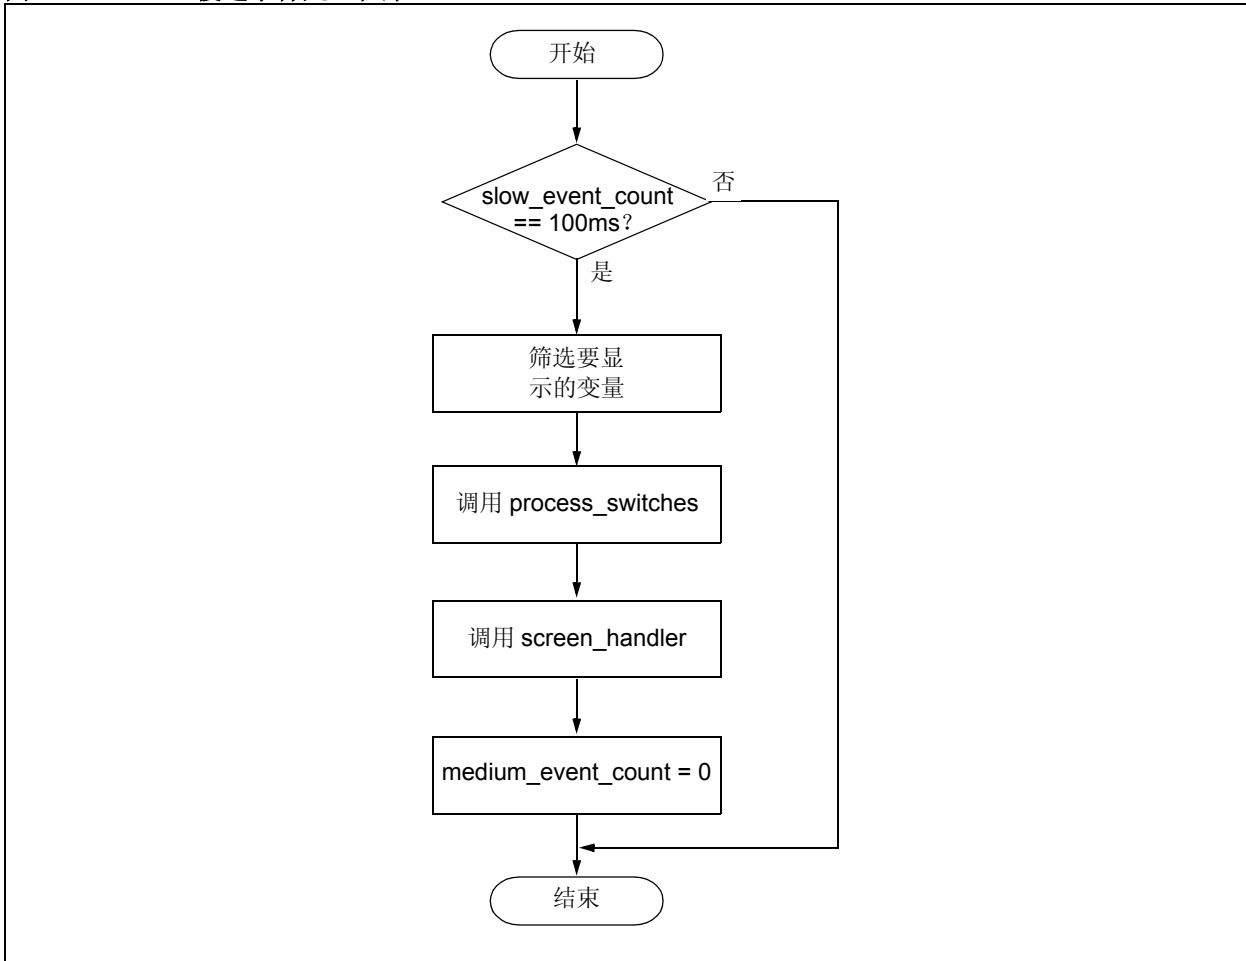 开始
slow_event_count
== 100ms？
否
是
筛选要显
示的变量
调用 process_switches
调用 screen_handler
medium_event_count = 0
结束